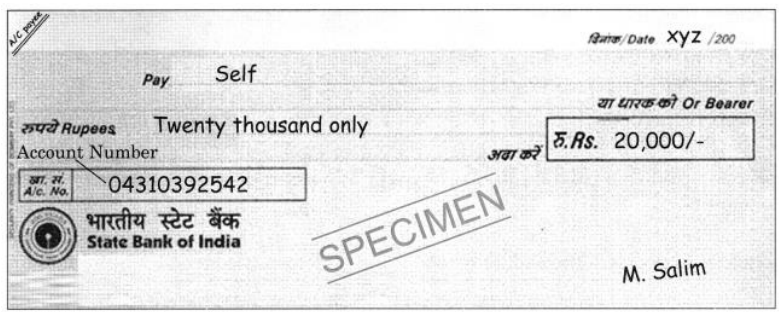 A/C payee
दिनांक/Date xyz /200
Pay Self
या धारक को Or Bearer
रुपये Rupees Twenty thousand only
अदा करें रु.Rs. 20,000/-
Account Number
खा. सं.
A/c. No. 04310392542
भारतीय स्टेट बैंक
State Bank of India
SPECIMEN
M. Salim